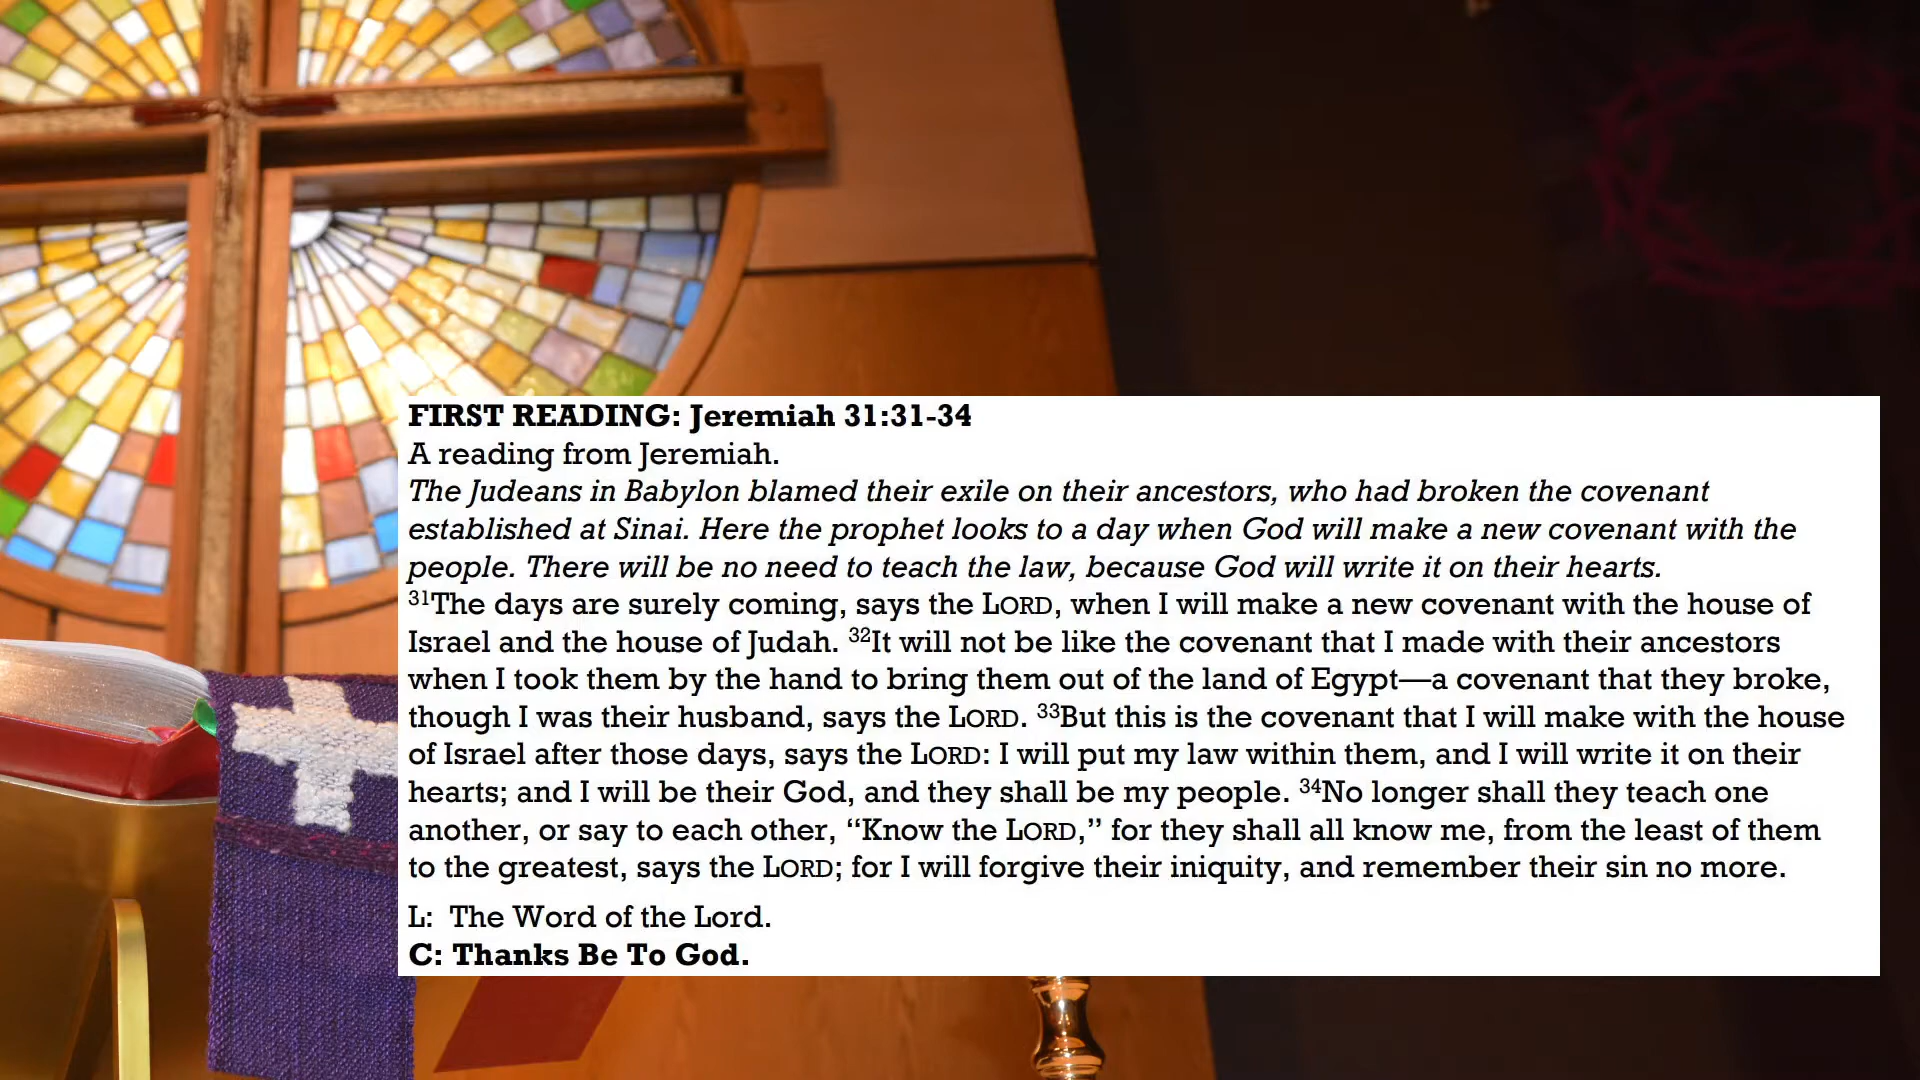 FIRST READING: Jeremiah 31:31-34
A reading from Jeremiah.
The Judeans in Babylon blamed their exile on their ancestors, who had broken the covenant
established at Sinai. Here the prophet looks to a day when God will make a new covenant with the
people. There will be no need to teach the law, because God will write it on their hearts.
³¹The days are surely coming, says the LORD, when I will make a new covenant with the house of
Israel and the house of Judah. ³²It will not be like the covenant that I made with their ancestors
when I took them by the hand to bring them out of the land of Egypt—a covenant that they broke,
though I was their husband, says the LORD. ³³But this is the covenant that I will make with the house
of Israel after those days, says the LORD: I will put my law within them, and I will write it on their
hearts; and I will be their God, and they shall be my people. ³⁴No longer shall they teach one
another, or say to each other, “Know the LORD,” for they shall all know me, from the least of them
to the greatest, says the LORD; for I will forgive their iniquity, and remember their sin no more.
L: The Word of the Lord.
C: Thanks Be To God.